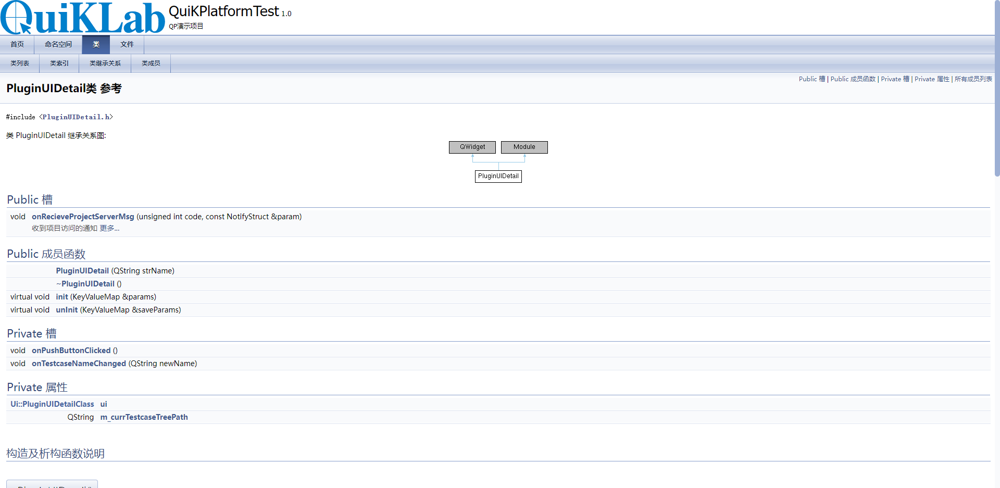 QuiKLab
QuiKPlatformTest 1.0
QP演示项目
首页 命名空间 类 文件
类列表 类索引 类继承关系 类成员
Public 槽 | Public 成员函数 | Private 槽 | Private 属性 | 所有成员列表
PluginUIDetail类 参考
#include <PluginUIDetail.h>
类 PluginUIDetail 继承关系图:
QWidget Module
PluginUIDetail
Public 槽
void onRecieveProjectServerMsg (unsigned int code, const NotifyStruct &param)
收到项目访问的通知 更多...
Public 成员函数
PluginUIDetail (QString strName)
~PluginUIDetail ()
virtual void init (KeyValueMap &params)
virtual void unInit (KeyValueMap &saveParams)
Private 槽
void onPushButtonClicked ()
void onTestcaseNameChanged (QString newName)
Private 属性
Ui::PluginUIDetailClass ui
QString m_currTestcaseTreePath
构造及析构函数说明